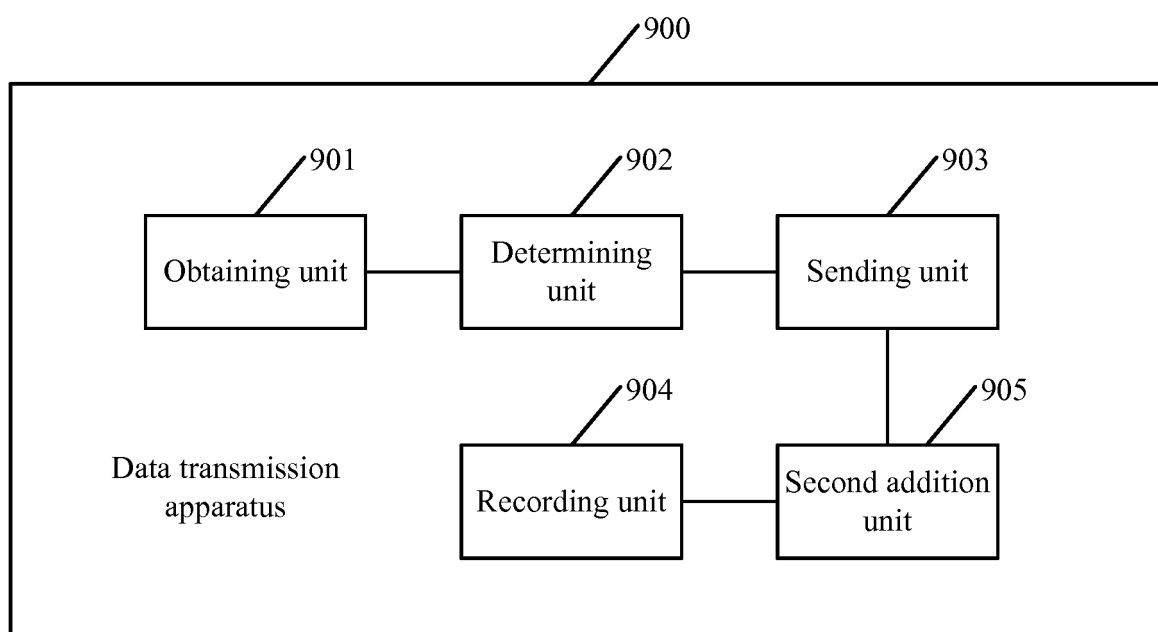 900
901
902
903
Obtaining unit
Determining
unit
Sending unit
904
905
Data transmission
apparatus
Recording unit
Second addition
unit